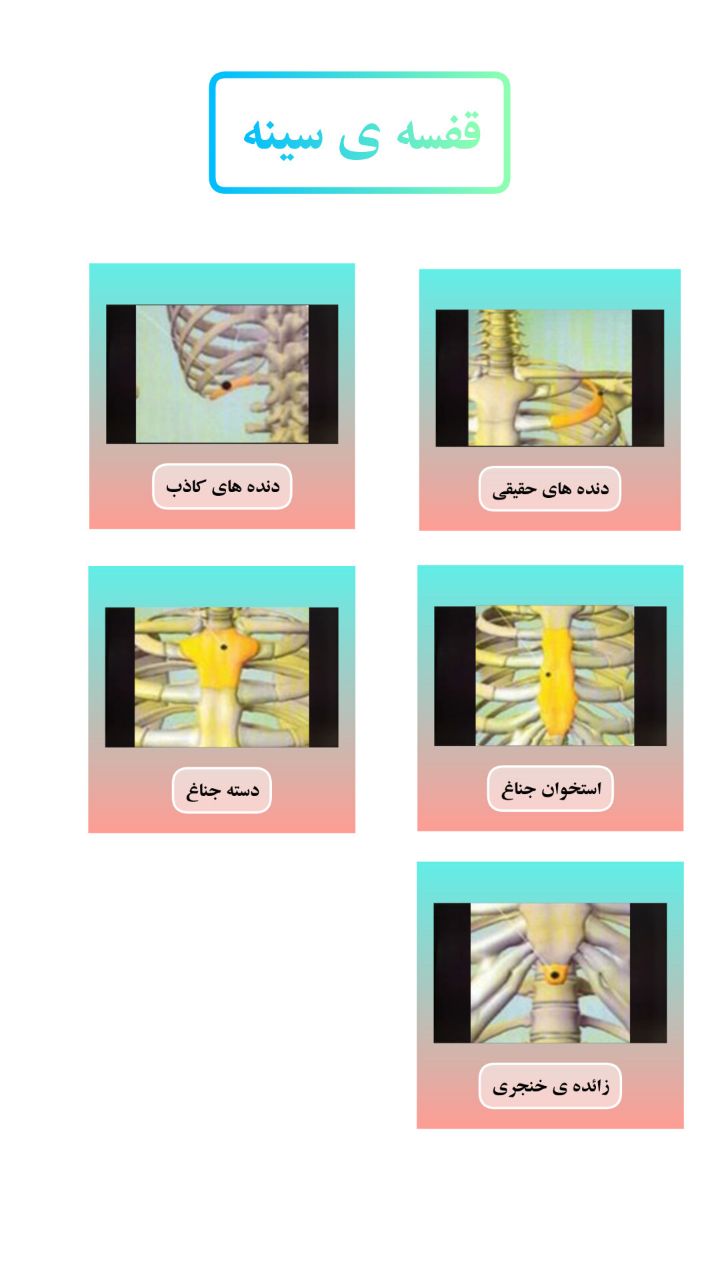 قفسه ی سینه
دنده های حقیقی
دنده های کاذب
استخوان جناغ
دسته جناغ
زائده ی خنجری